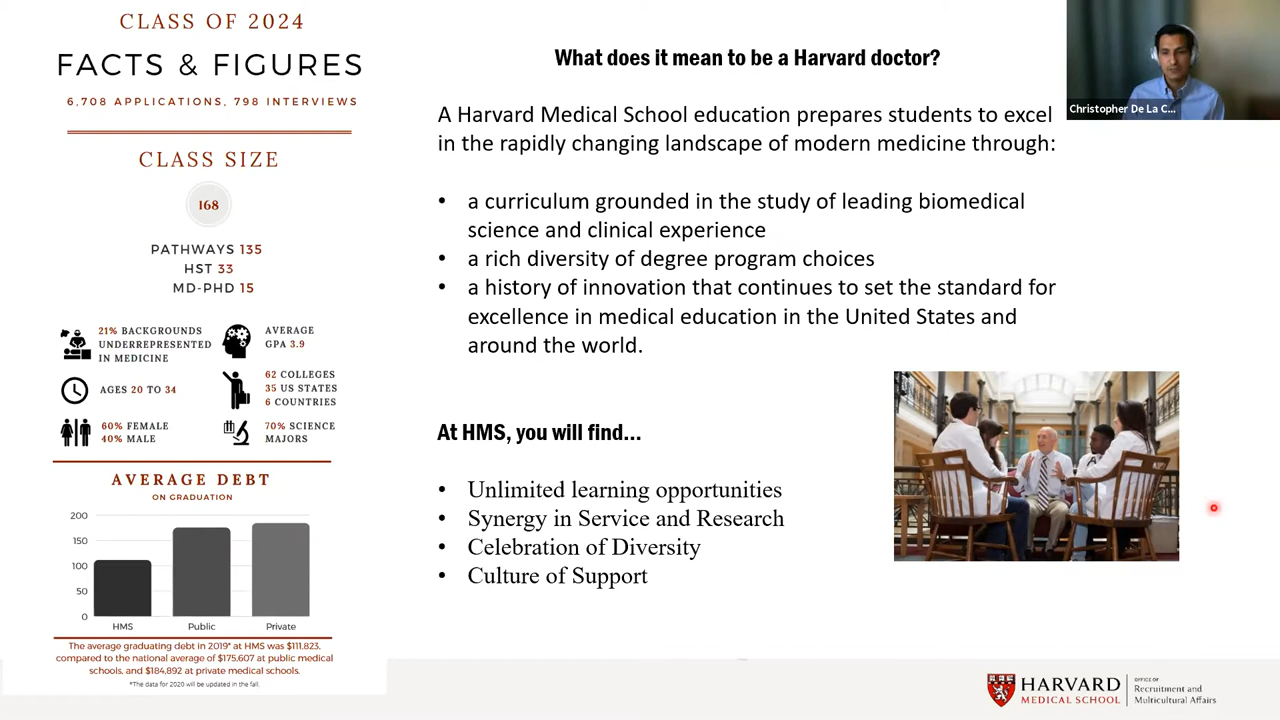 CLASS OF 2024
FACTS & FIGURES
6,708 APPLICATIONS, 798 INTERVIEWS
CLASS SIZE
168
PATHWAYS 135
HST 33
MD-PHD 15
21% BACKGROUNDS
UNDERREPRESENTED
IN MEDICINE
AVERAGE
GPA 3.9
AGES 20 TO 34
62 COLLEGES
35 US STATES
6 COUNTRIES
60% FEMALE
40% MALE
70% SCIENCE
MAJORS
AVERAGE DEBT
ON GRADUATION
200
150
100
50
0
HMS Public Private
The average graduating debt in 2019* at HMS was $111,823,
compared to the national average of $175,607 at public medical
schools, and $184,892 at private medical schools.
*The data for 2020 will be updated in the fall.
What does it mean to be a Harvard doctor?
A Harvard Medical School education prepares students to excel
in the rapidly changing landscape of modern medicine through:
• a curriculum grounded in the study of leading biomedical
science and clinical experience
• a rich diversity of degree program choices
• a history of innovation that continues to set the standard for
excellence in medical education in the United States and
around the world.
At HMS, you will find...
• Unlimited learning opportunities
• Synergy in Service and Research
• Celebration of Diversity
• Culture of Support
Christopher De La C...
HARVARD
MEDICAL SCHOOL
OFFICE OF
Recruitment and
Multicultural Affairs